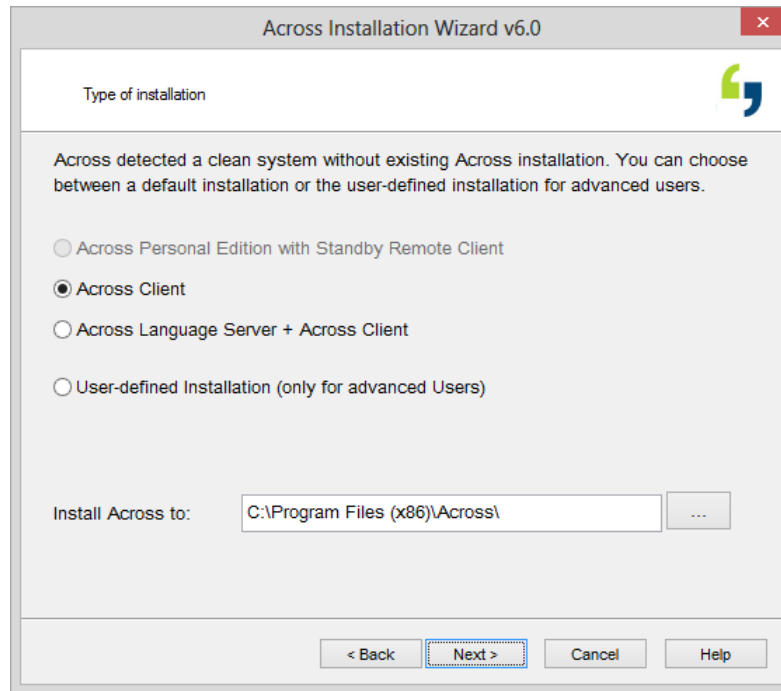 Across Installation Wizard v6.0
Type of installation
Across detected a clean system without existing Across installation. You can choose
between a default installation or the user-defined installation for advanced users.
Across Personal Edition with Standby Remote Client
Across Client
Across Language Server + Across Client
User-defined Installation (only for advanced Users)
Install Across to: C:\Program Files (x86)\Across\ ...
< Back Next > Cancel Help